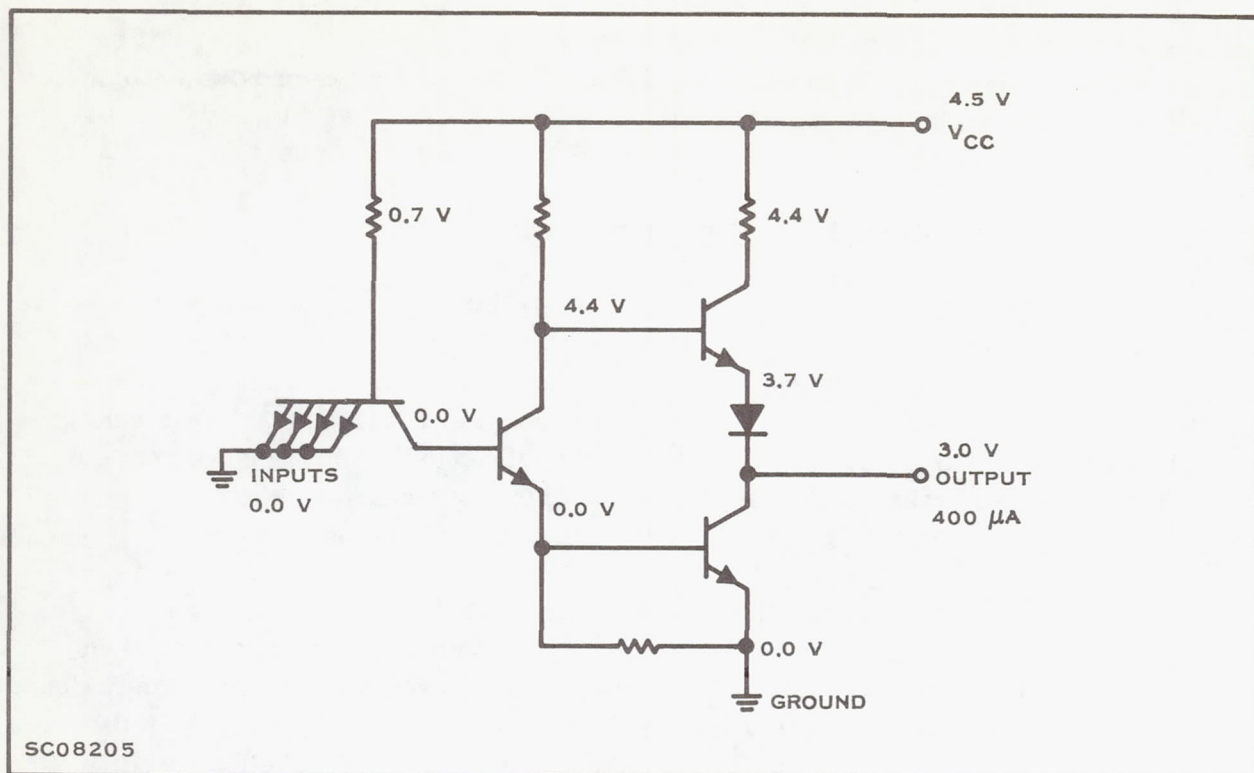 4.5 V
VCC
0.7 V
4.4 V
4.4 V
3.7 V
0.0 V
INPUTS
0.0 V
0.0 V
3.0 V
OUTPUT
400 μA
0.0 V
GROUND
SC08205